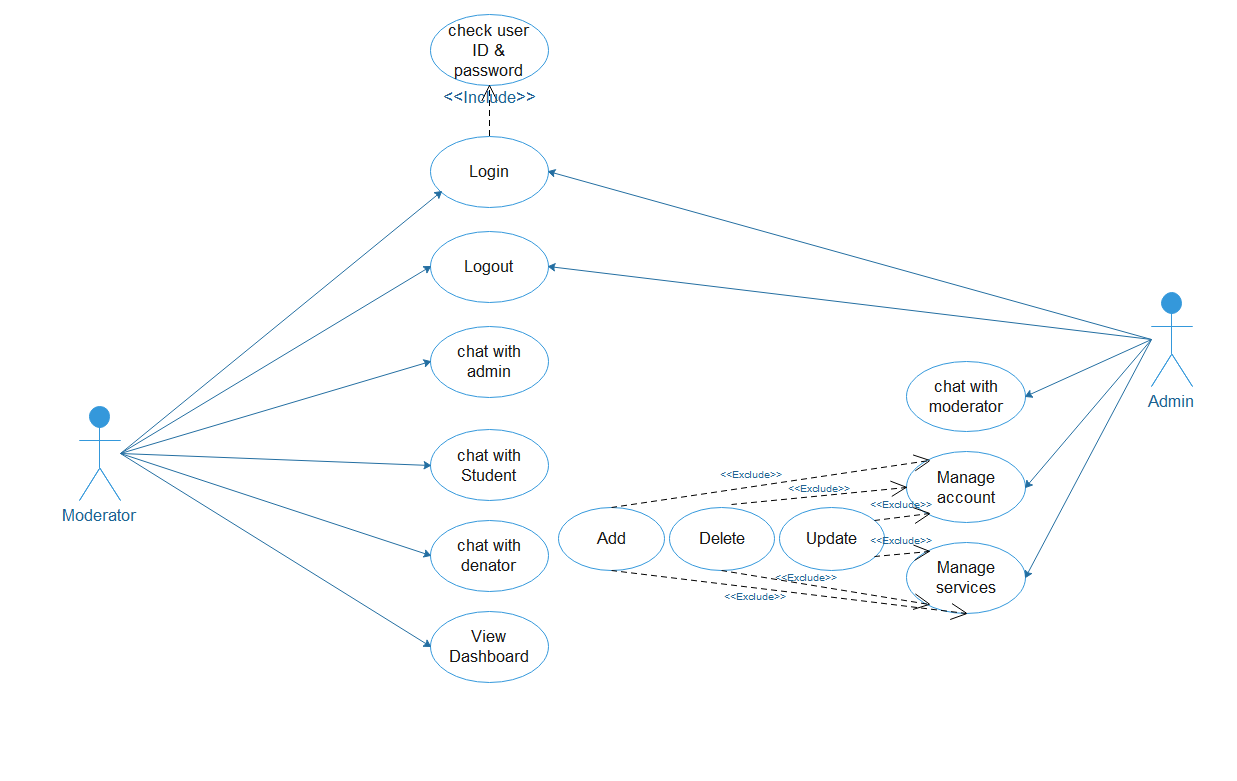 check user
ID &
password
<<Include>>
Login
Logout
chat with
admin
chat with
moderator
Admin
Moderator
chat with
Student
Manage
account
<<Exclude>>
<<Exclude>>
<<Exclude>>
Add
Delete
Update
<<Exclude>>
chat with
denator
Manage
services
<<Exclude>>
<<Exclude>>
View
Dashboard